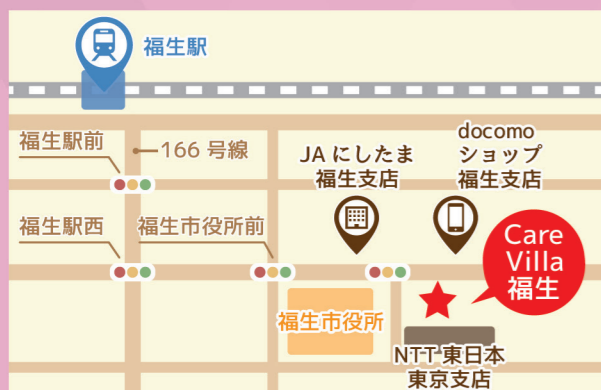 福生駅
福生駅前
166 号線
JA にしたま
福生支店
docomo
ショップ
福生支店
福生駅西
福生市役所前
Care
Villa
福生
福生市役所
NTT 東日本
東京支店